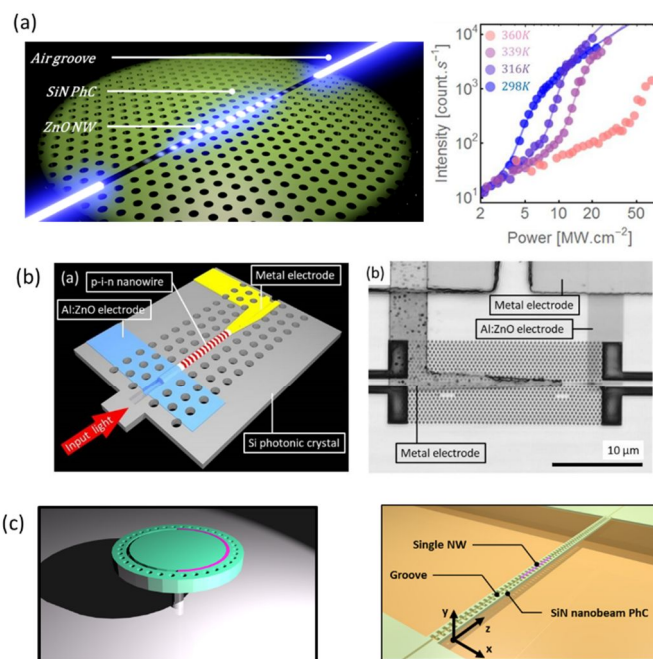 (a)
Air groove
SiN PhC
ZnO NW
Intensity [count.s⁻¹]
10⁴
10³
10²
10¹
360K
339K
316K
298K
2
5
10
20
50
Power [MW.cm⁻²]
(b)
(a)
p-i-n nanowire
Metal electrode
Al:ZnO electrode
Input light
Si photonic crystal
(b)
Metal electrode
Al:ZnO electrode
Metal electrode
10 μm
(c)
Single NW
Groove
SiN nanobeam PhC
y
z
x